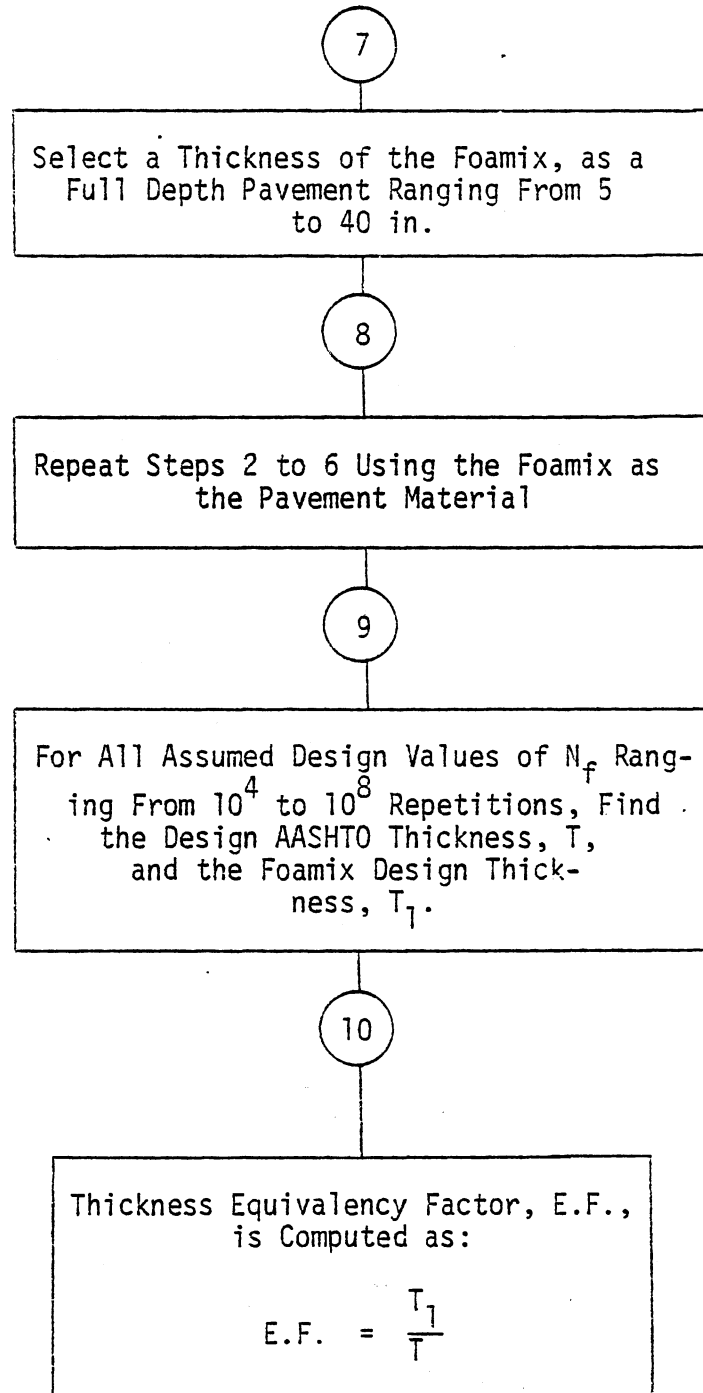 7
Select a Thickness of the Foamix, as a
Full Depth Pavement Ranging From 5
to 40 in.
8
Repeat Steps 2 to 6 Using the Foamix as
the Pavement Material
9
For All Assumed Design Values of N_f Rang-
ing From 10^4 to 10^8 Repetitions, Find
the Design AASHTO Thickness, T,
and the Foamix Design Thick-
ness, T_1.
10
Thickness Equivalency Factor, E.F.,
is Computed as:
E.F. = T_1/T